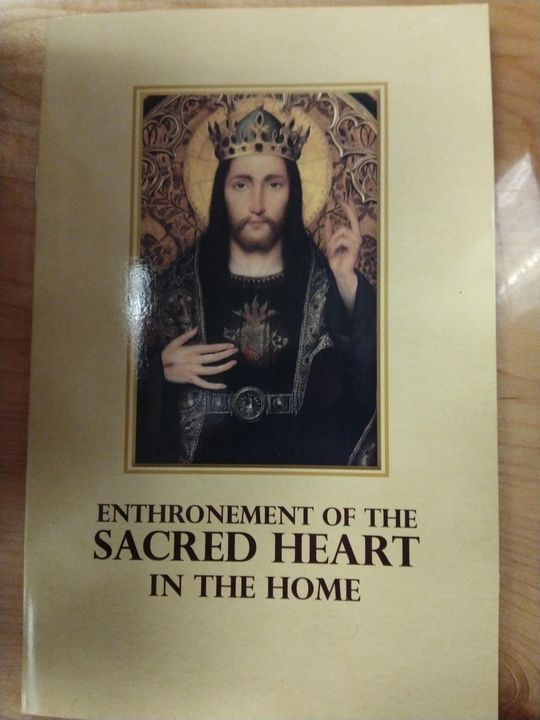 ENTHRONEMENT OF THE
SACRED HEART
IN THE HOME